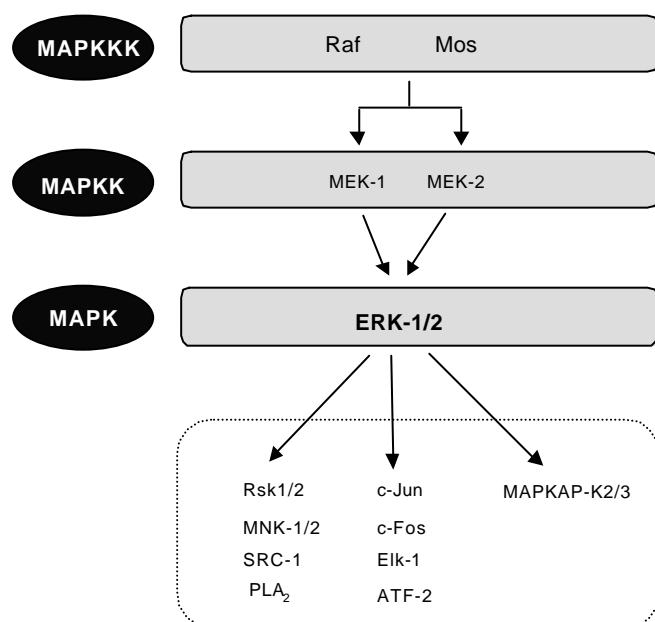 MAPKKK Raf Mos
MAPKK MEK-1 MEK-2
MAPK ERK-1/2
Rsk1/2 c-Jun MAPKAP-K2/3
MNK-1/2 c-Fos
SRC-1 Elk-1
PLA2 ATF-2